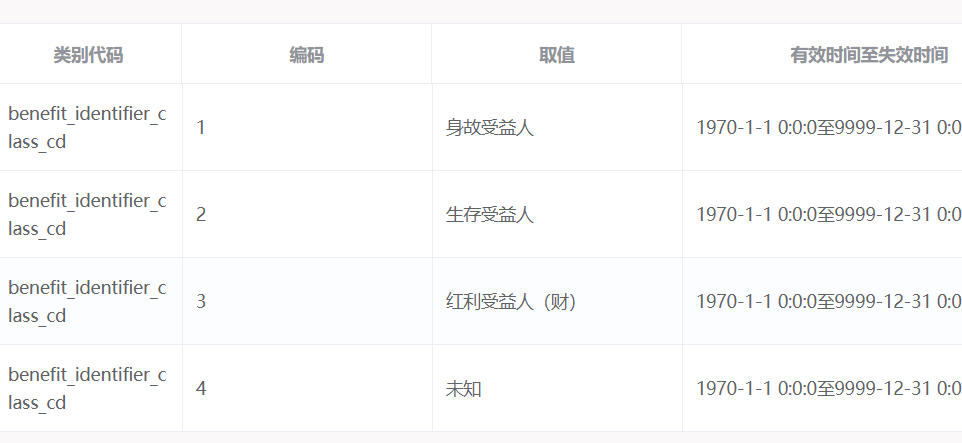 类别代码 编码 取值 有效时间至失效时间
benefit_identifier_c
lass_cd
1 身故受益人 1970-1-1 0:0:0至9999-12-31 0:0
benefit_identifier_c
lass_cd
2 生存受益人 1970-1-1 0:0:0至9999-12-31 0:0
benefit_identifier_c
lass_cd
3 红利受益人（财） 1970-1-1 0:0:0至9999-12-31 0:0
benefit_identifier_c
lass_cd
4 未知 1970-1-1 0:0:0至9999-12-31 0:0